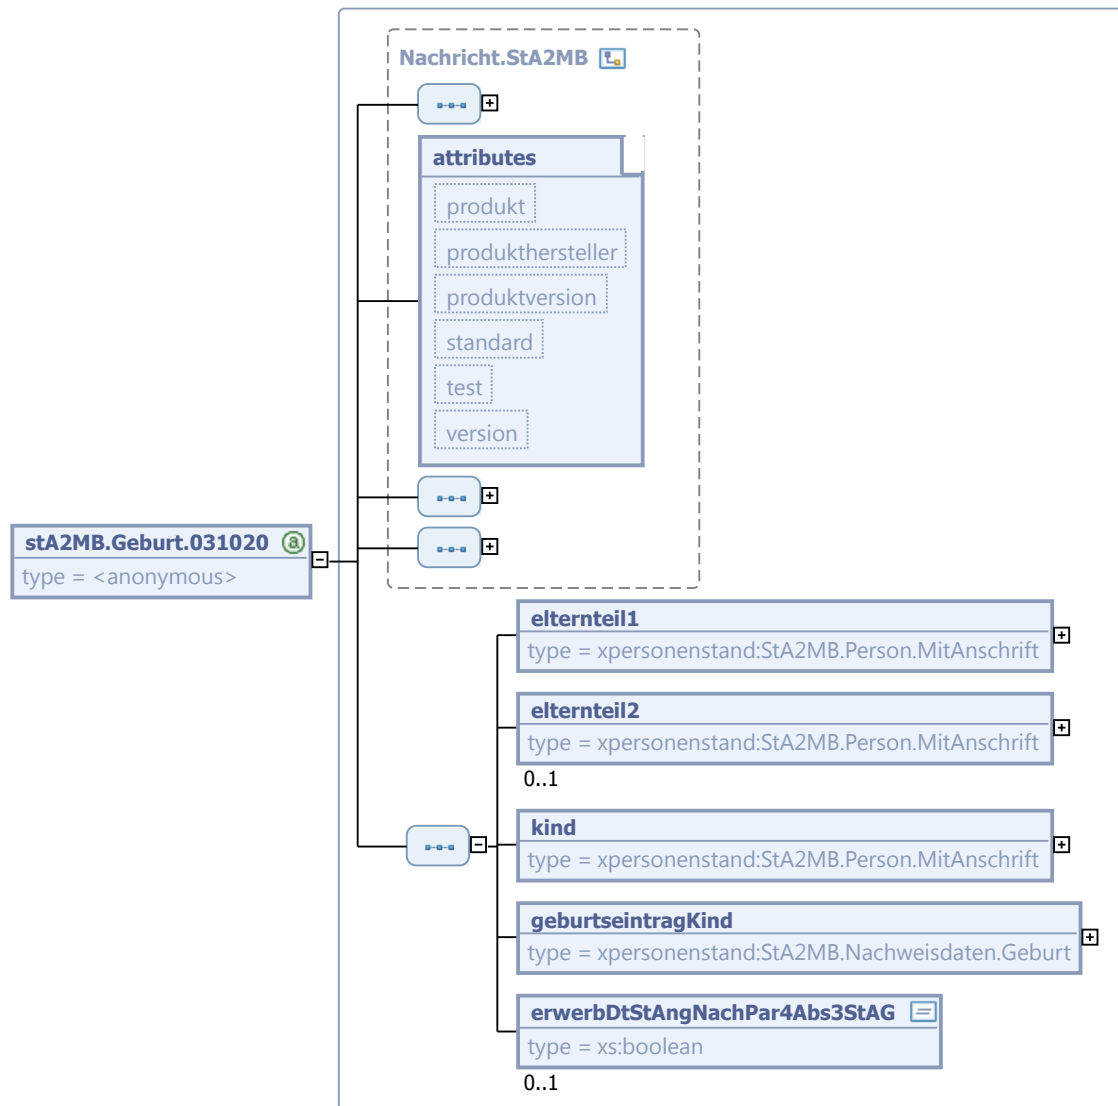 Nachricht.StA2MB
attributes
produkt
produkthersteller
produktversion
standard
test
version
stA2MB.Geburt.031020
type = <anonymous>
elternteil1
type = xpersonenstand:StA2MB.Person.MitAnschrift
elternteil2
type = xpersonenstand:StA2MB.Person.MitAnschrift
0..1
kind
type = xpersonenstand:StA2MB.Person.MitAnschrift
geburtseintragKind
type = xpersonenstand:StA2MB.Nachweisdaten.Geburt
erwerbDtStAngNachPar4Abs3StAG
type = xs:boolean
0..1